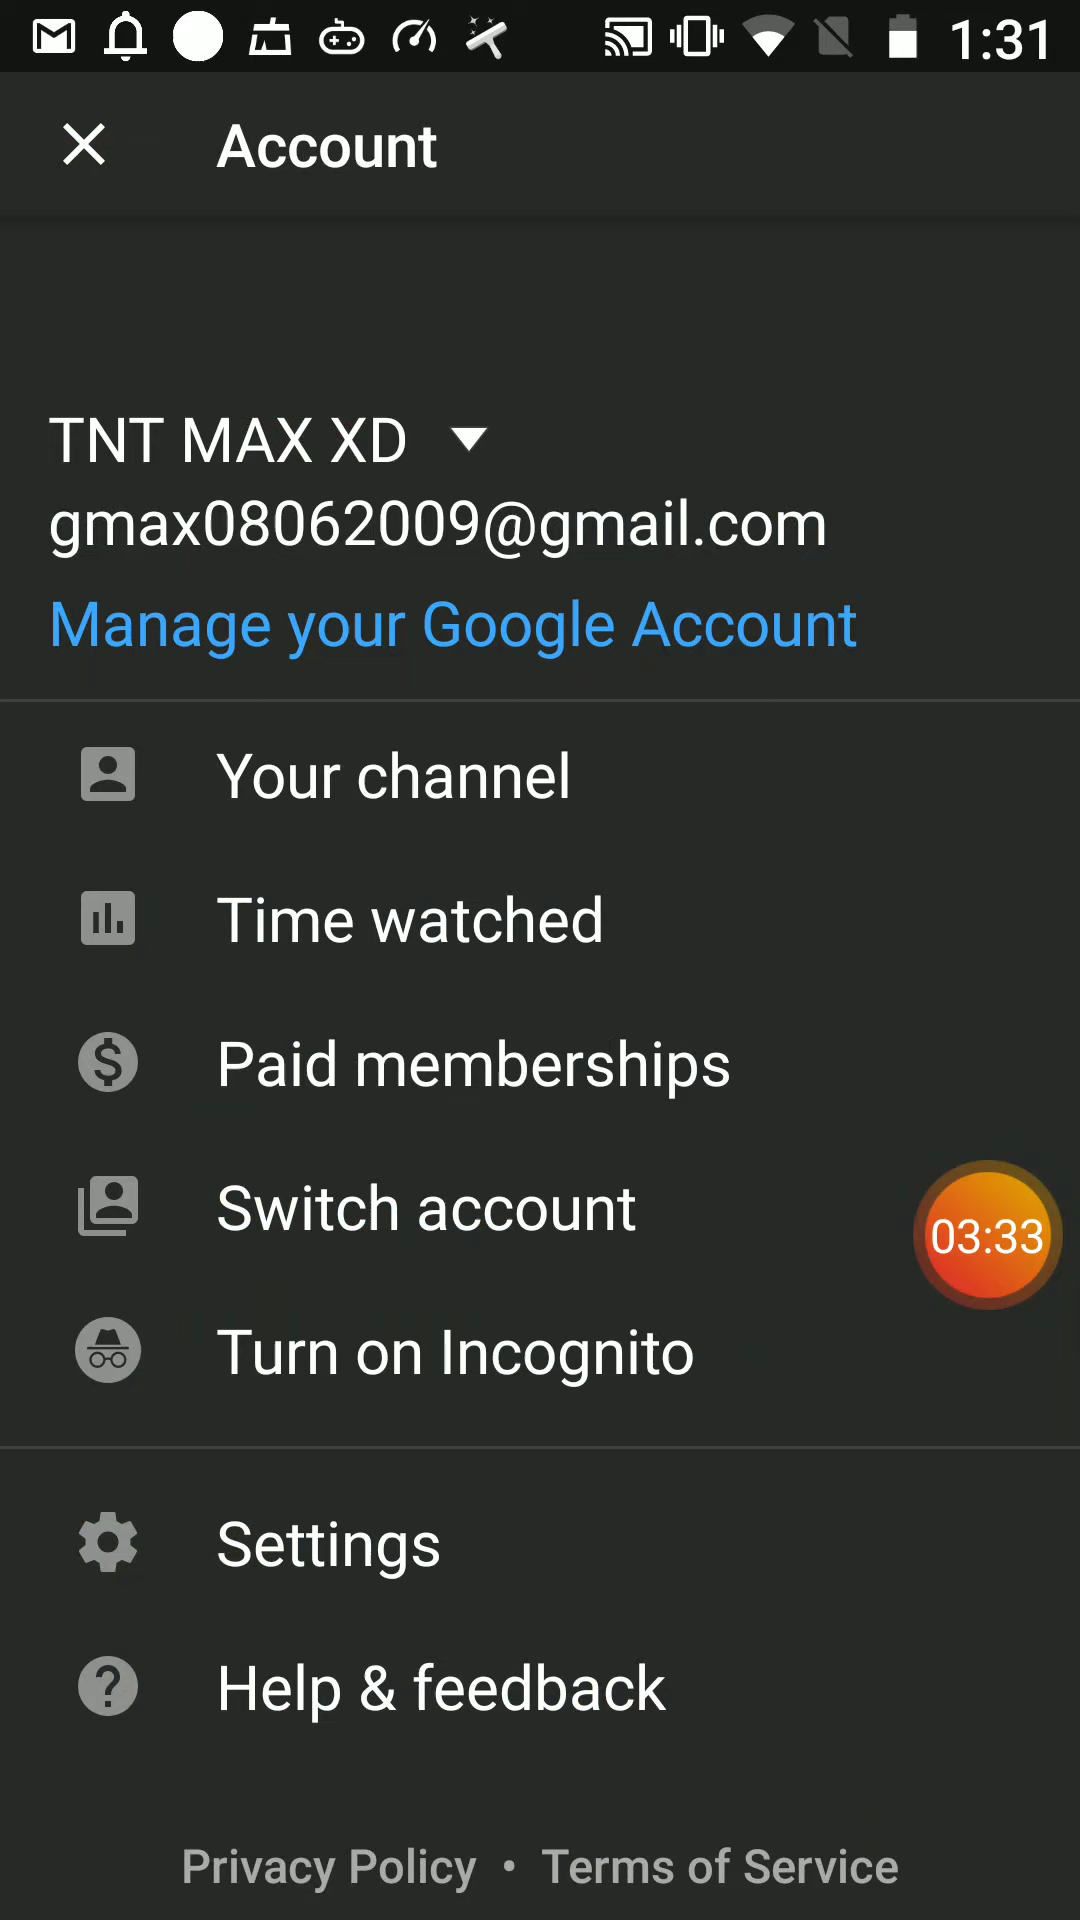 1:31
Account
TNT MAX XD
gmax08062009@gmail.com
Manage your Google Account
Your channel
Time watched
Paid memberships
Switch account
03:33
Turn on Incognito
Settings
Help & feedback
Privacy Policy • Terms of Service